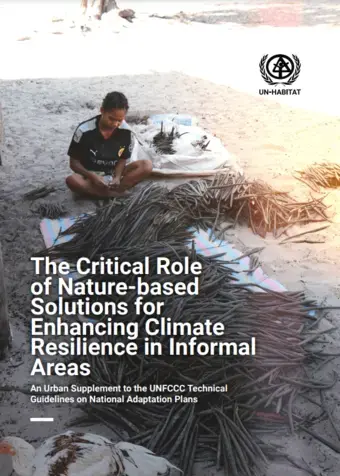 UN-HABITAT
The Critical Role
of Nature-based
Solutions for
Enhancing Climate
Resilience in Informal
Areas
An Urban Supplement to the UNFCCC Technical
Guidelines on National Adaptation Plans